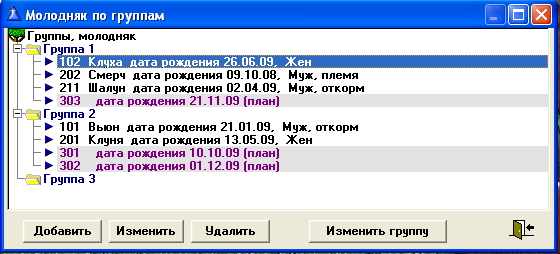 Молодняк по группам
Группы, молодняк
Группа 1
102 Клуха дата рождения 26.06.09, Жен
202 Смерч дата рождения 09.10.08, Муж, племя
211 Шалун дата рождения 02.04.09, Муж, откорм
303 дата рождения 21.11.09 (план)
Группа 2
101 Вьюн дата рождения 21.01.09, Муж, откорм
201 Клуня дата рождения 13.05.09, Жен
301 дата рождения 10.10.09 (план)
302 дата рождения 01.12.09 (план)
Группа 3
Добавить Изменить Удалить Изменить группу